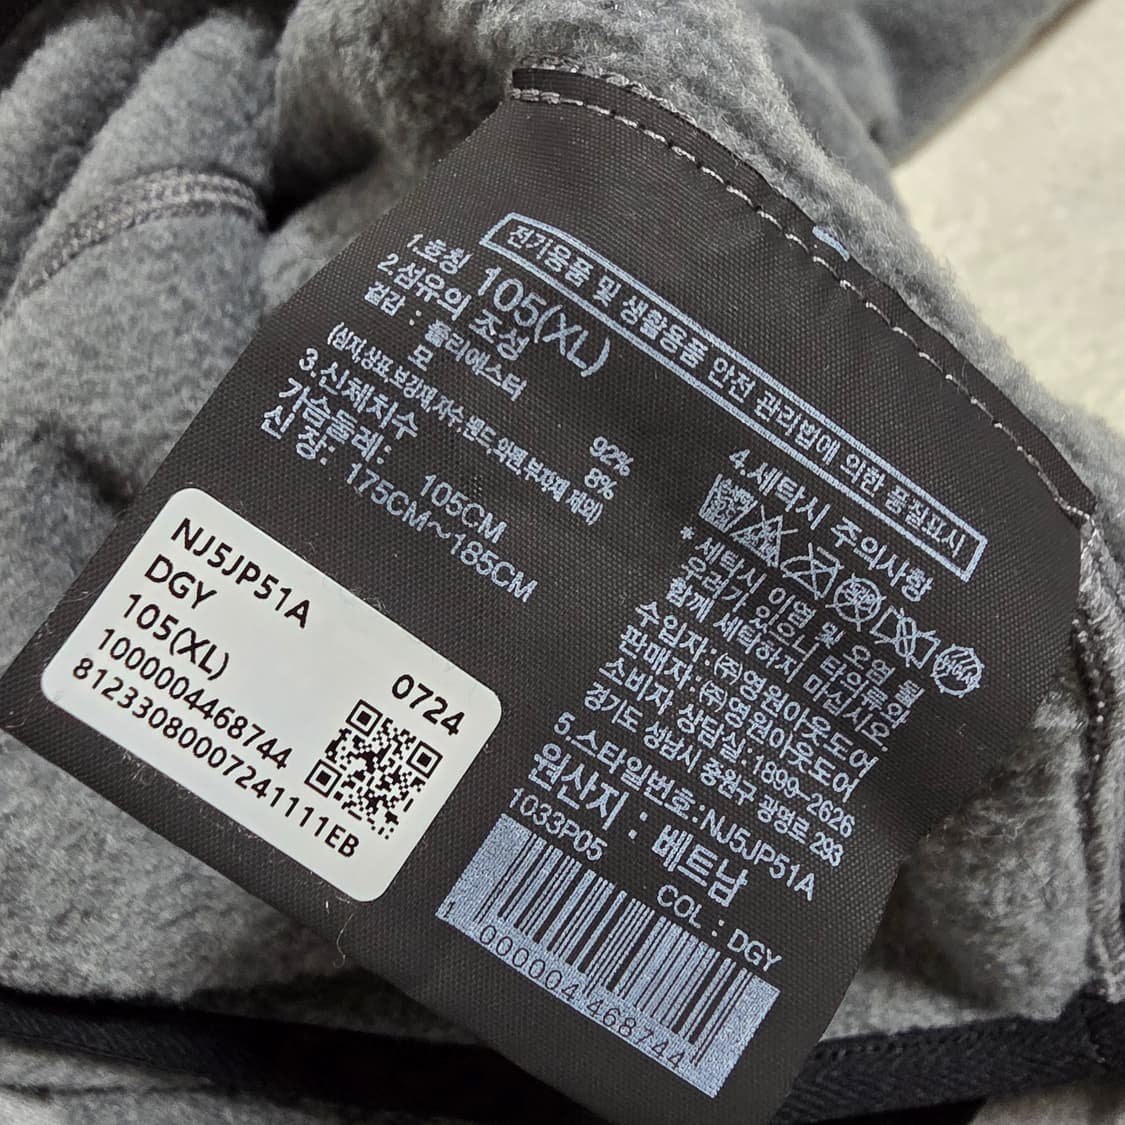 전기용품 및 생활용품 안전 관리법에 의한 품질표시
1.호칭 105(XL)
2.섬유의 조성
겉감 : 폴리에스터 92%
모 8%
(심지,상표,보강재,자수,밴드,외편,부자재 제외)
3.신체치수
가슴둘레: 105CM
신 장: 175CM~185CM
4.세탁시 주의사항
* 세탁시 이염 및 오염 될
우려가 있으니 타의류와
함께 세탁하지 마십시오.
수입자:㈜영원아웃도어
판매자:㈜영원아웃도어
소비자 상담실:1899-2626
경기도 성남시 중원구 광명로 293
5.스타일번호:NJ5JP51A
원산지 : 베트남
1033P05 COL : DGY
1000004 468744
NJ5JP51A
DGY
105(XL) 0724
1000004468744
8123308000724111EB